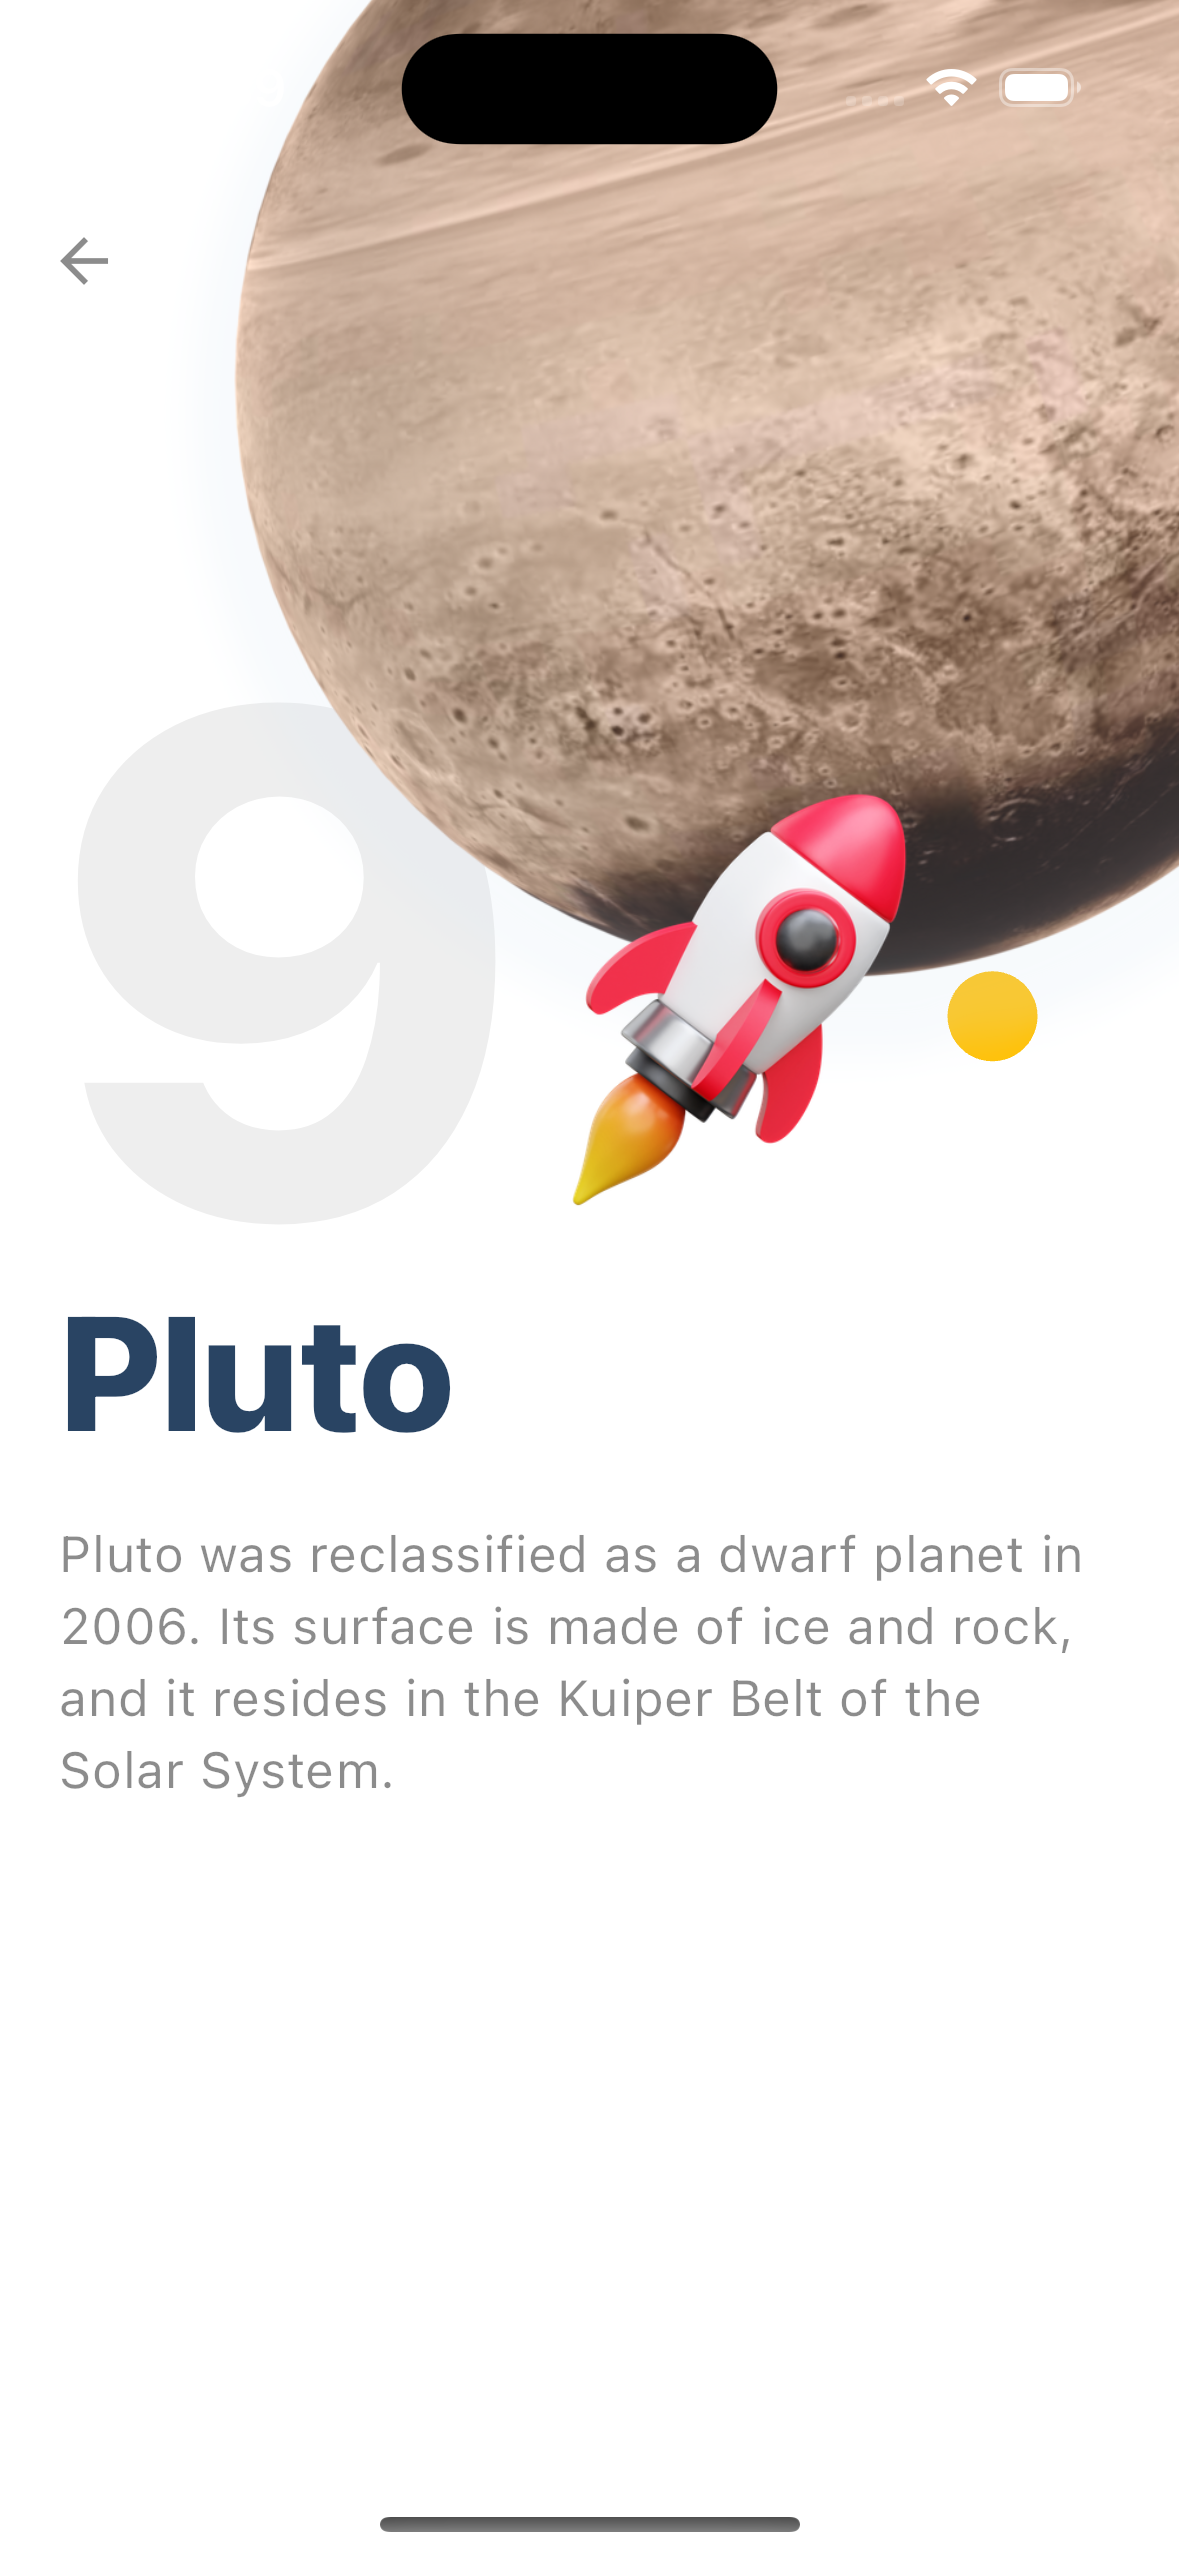 9
Pluto
Pluto was reclassified as a dwarf planet in
2006. Its surface is made of ice and rock,
and it resides in the Kuiper Belt of the
Solar System.